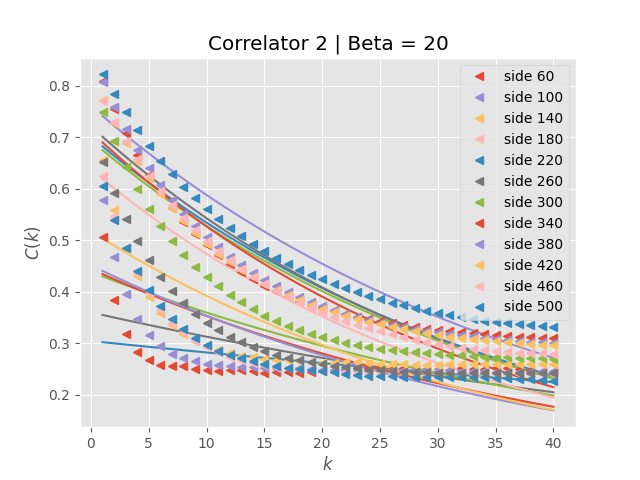 Correlator 2 | Beta = 20
C(k)
0.8
0.7
0.6
0.5
0.4
0.3
0.2
side 60
side 100
side 140
side 180
side 220
side 260
side 300
side 340
side 380
side 420
side 460
side 500
0 5 10 15 20 25 30 35 40
k